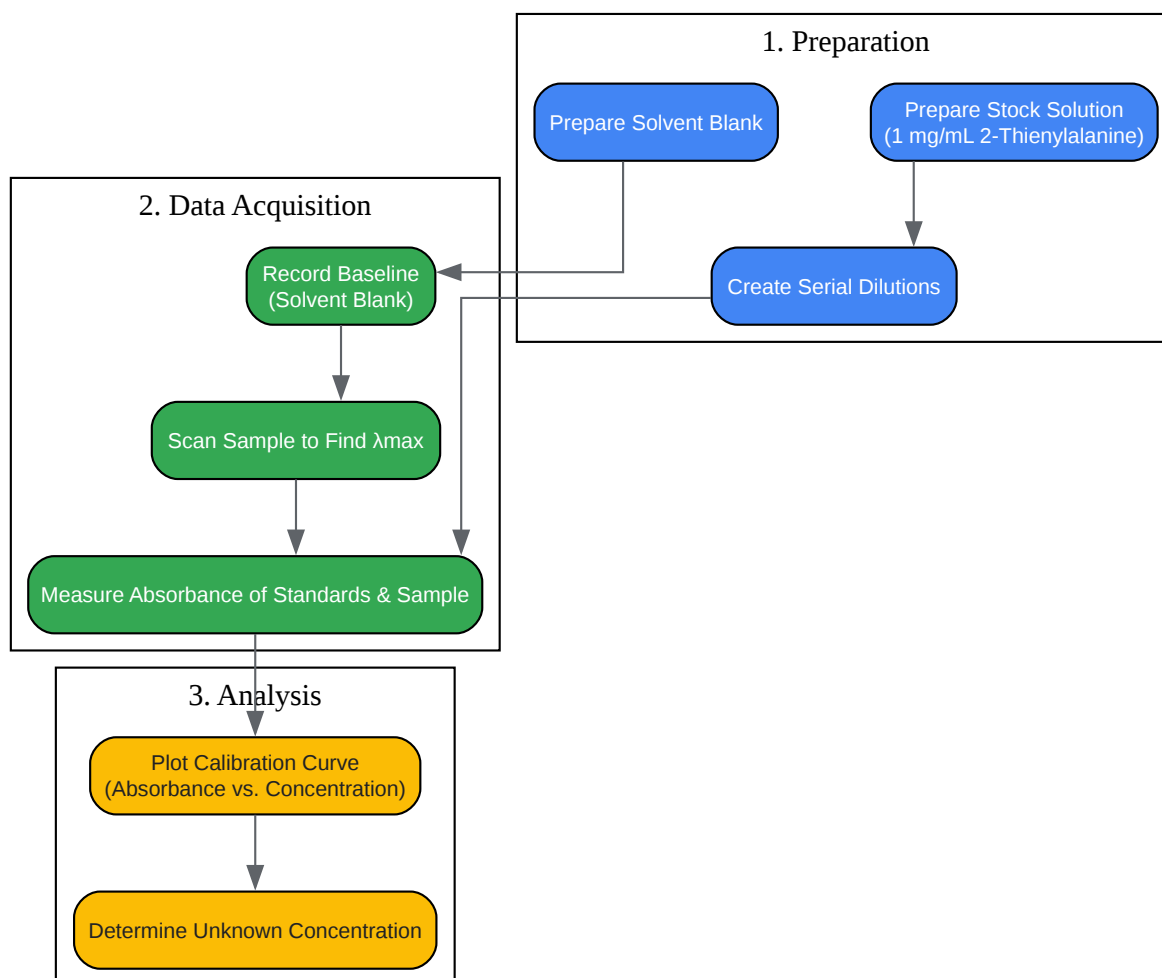 1. Preparation
Prepare Solvent Blank
Prepare Stock Solution
(1 mg/mL 2-Thienylalanine)
Create Serial Dilutions
2. Data Acquisition
Record Baseline
(Solvent Blank)
Scan Sample to Find λmax
Measure Absorbance of Standards & Sample
3. Analysis
Plot Calibration Curve
(Absorbance vs. Concentration)
Determine Unknown Concentration